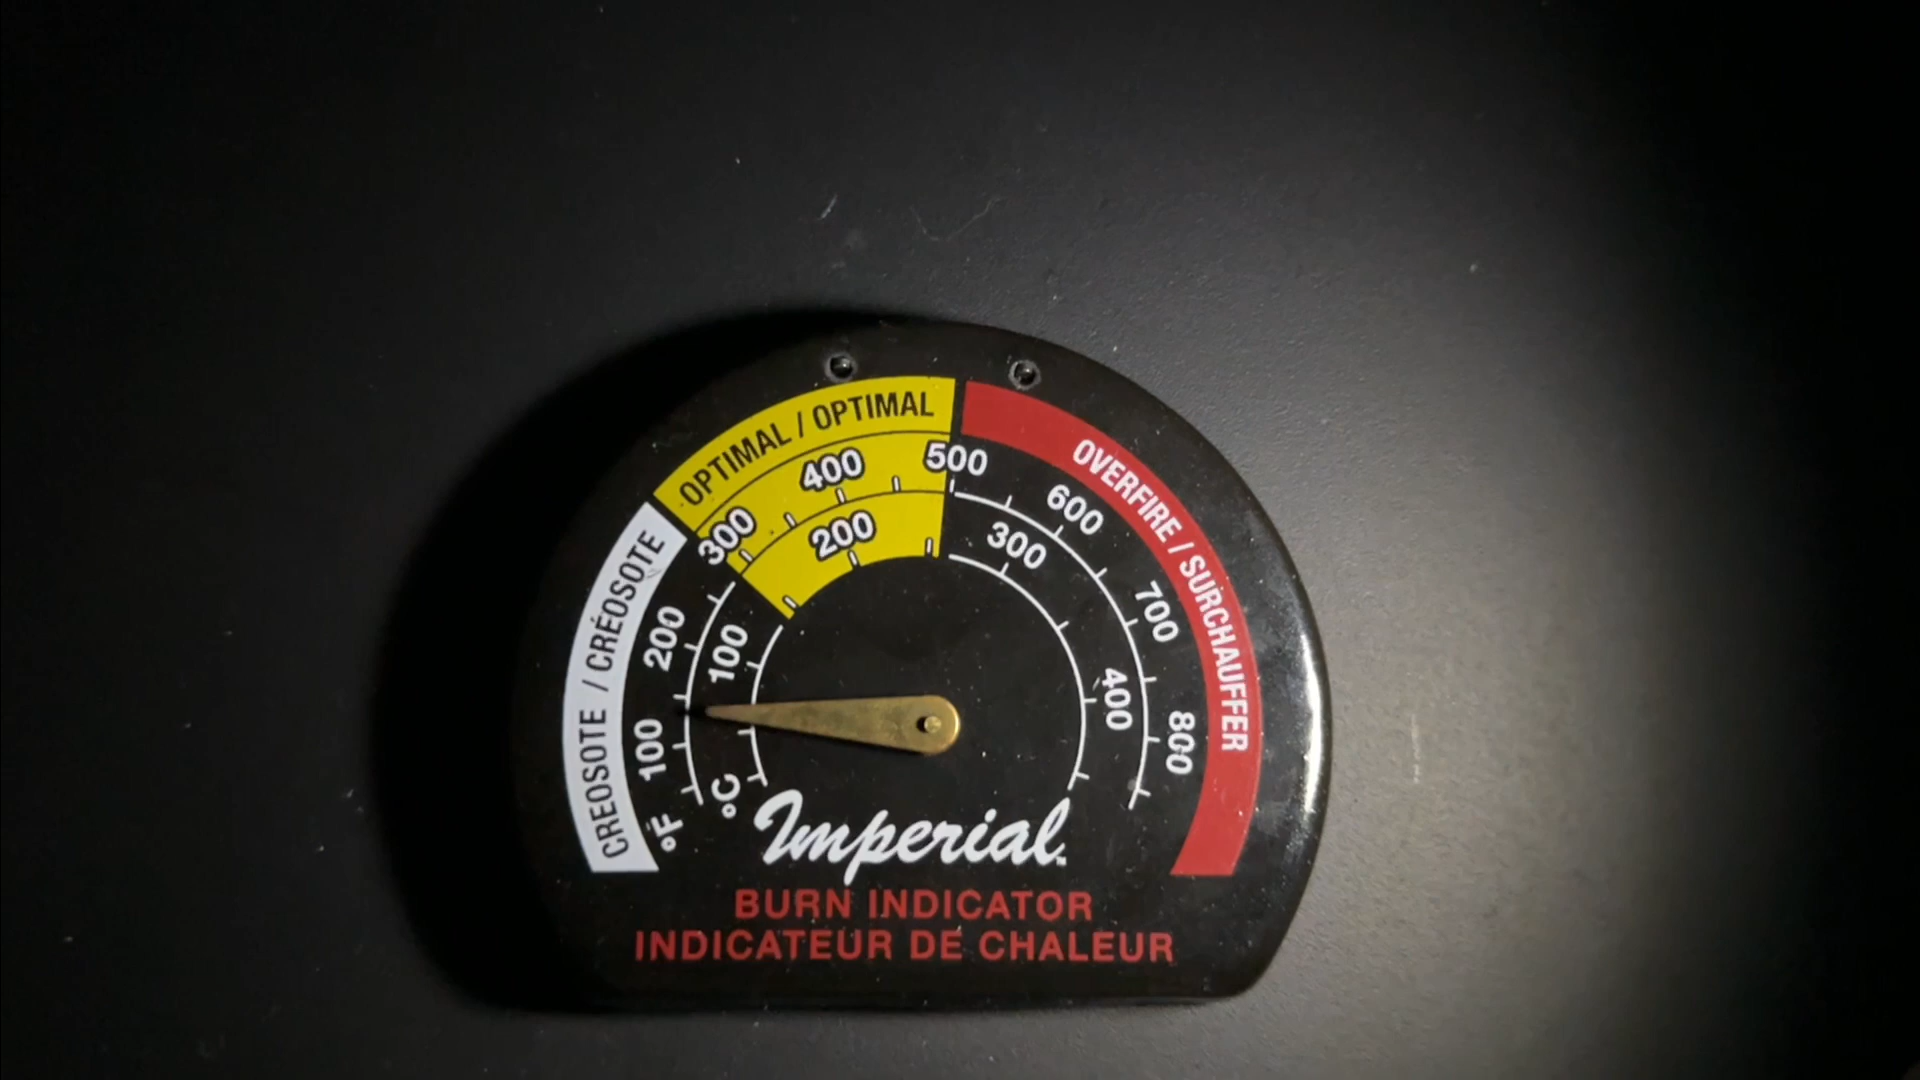 OPTIMAL / OPTIMAL
OVERFIRE / SURCHAUFFER
CREOSOTE / CRÉOSOTE
°F 100 200 300 400 500 600 700 800
°C 100 200 300 400
Imperial
BURN INDICATOR
INDICATEUR DE CHALEUR